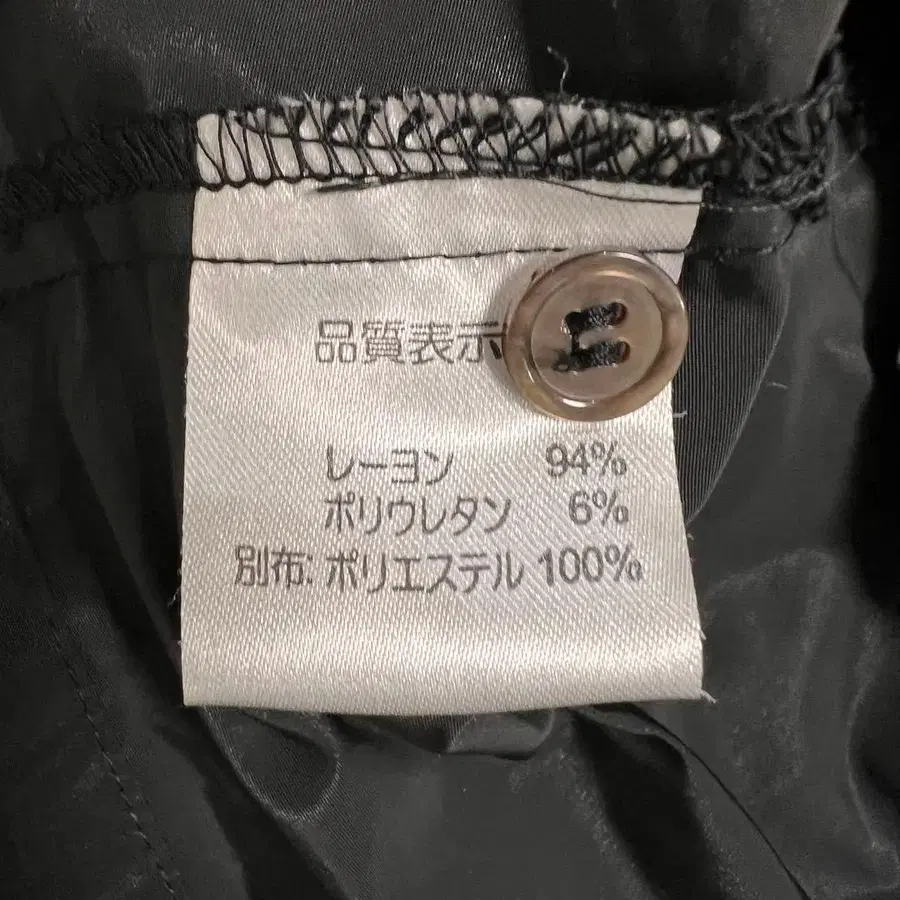 品質表示
レーヨン 94%
ポリウレタン 6%
別布: ポリエステル 100%